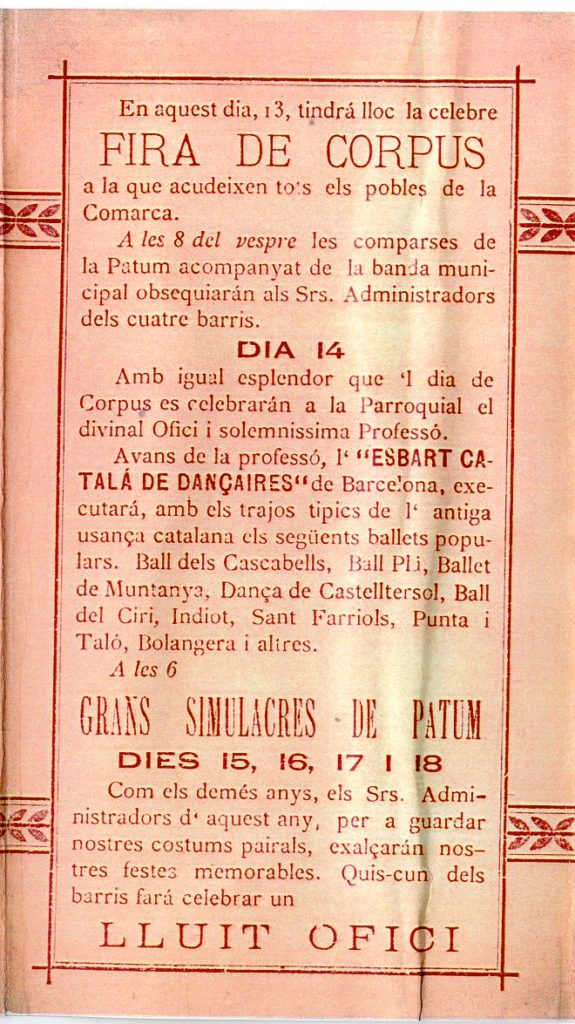 En aquest dia, 13, tindrá lloc la celebre
FIRA DE CORPUS
a la que acudeixen tots els pobles de la
Comarca.
A les 8 del vespre les comparses de
la Patum acompanyat de la banda muni-
cipal obsequiarán als Srs. Administradors
dels cuatre barris.
DIA 14
Amb igual esplendor que ‘l dia de
Corpus es celebrarán a la Parroquial el
divinal Ofici i solemnissima Professó.
Avans de la professó, l‘ "ESBART CA-
TALÁ DE DANÇAIRES" de Barcelona, exe-
cutará, amb els trajos tipics de l‘ antiga
usança catalana els següents ballets popu-
lars. Ball dels Cascabells, Ball Plá, Ballet
de Muntanya, Dança de Castelltersol, Ball
del Ciri, Indiot, Sant Farriols, Punta i
Taló, Bolangera i altres.
A les 6
GRANS SIMULACRES DE PATUM
DIES 15, 16, 17 I 18
Com els demés anys, els Srs. Admi-
nistradors d‘ aquest any, per a guardar
nostres costums pairals, exalçarán nos-
tres festes memorables. Quis-cun dels
barris fará celebrar un
LLUIT OFICI